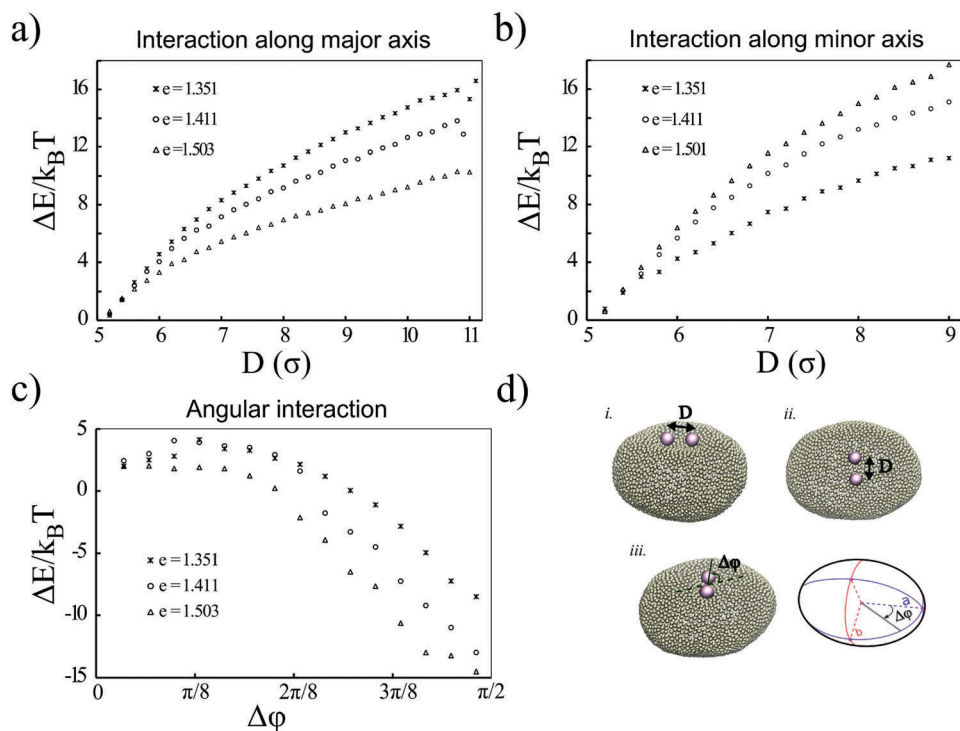 a)
Interaction along major axis
ΔE/k_BT
16
12
8
4
0
e = 1.351
e = 1.411
e = 1.503
5 6 7 8 9 10 11
D (σ)
b)
Interaction along minor axis
ΔE/k_BT
16
12
8
4
0
e = 1.351
e = 1.411
e = 1.501
5 6 7 8 9
D (σ)
c)
Angular interaction
ΔE/k_BT
5
0
-5
-10
-15
e = 1.351
e = 1.411
e = 1.503
0 π/8 2π/8 3π/8 π/2
Δφ
d)
i.
D
ii.
D
iii.
Δφ
a
Δφ
b